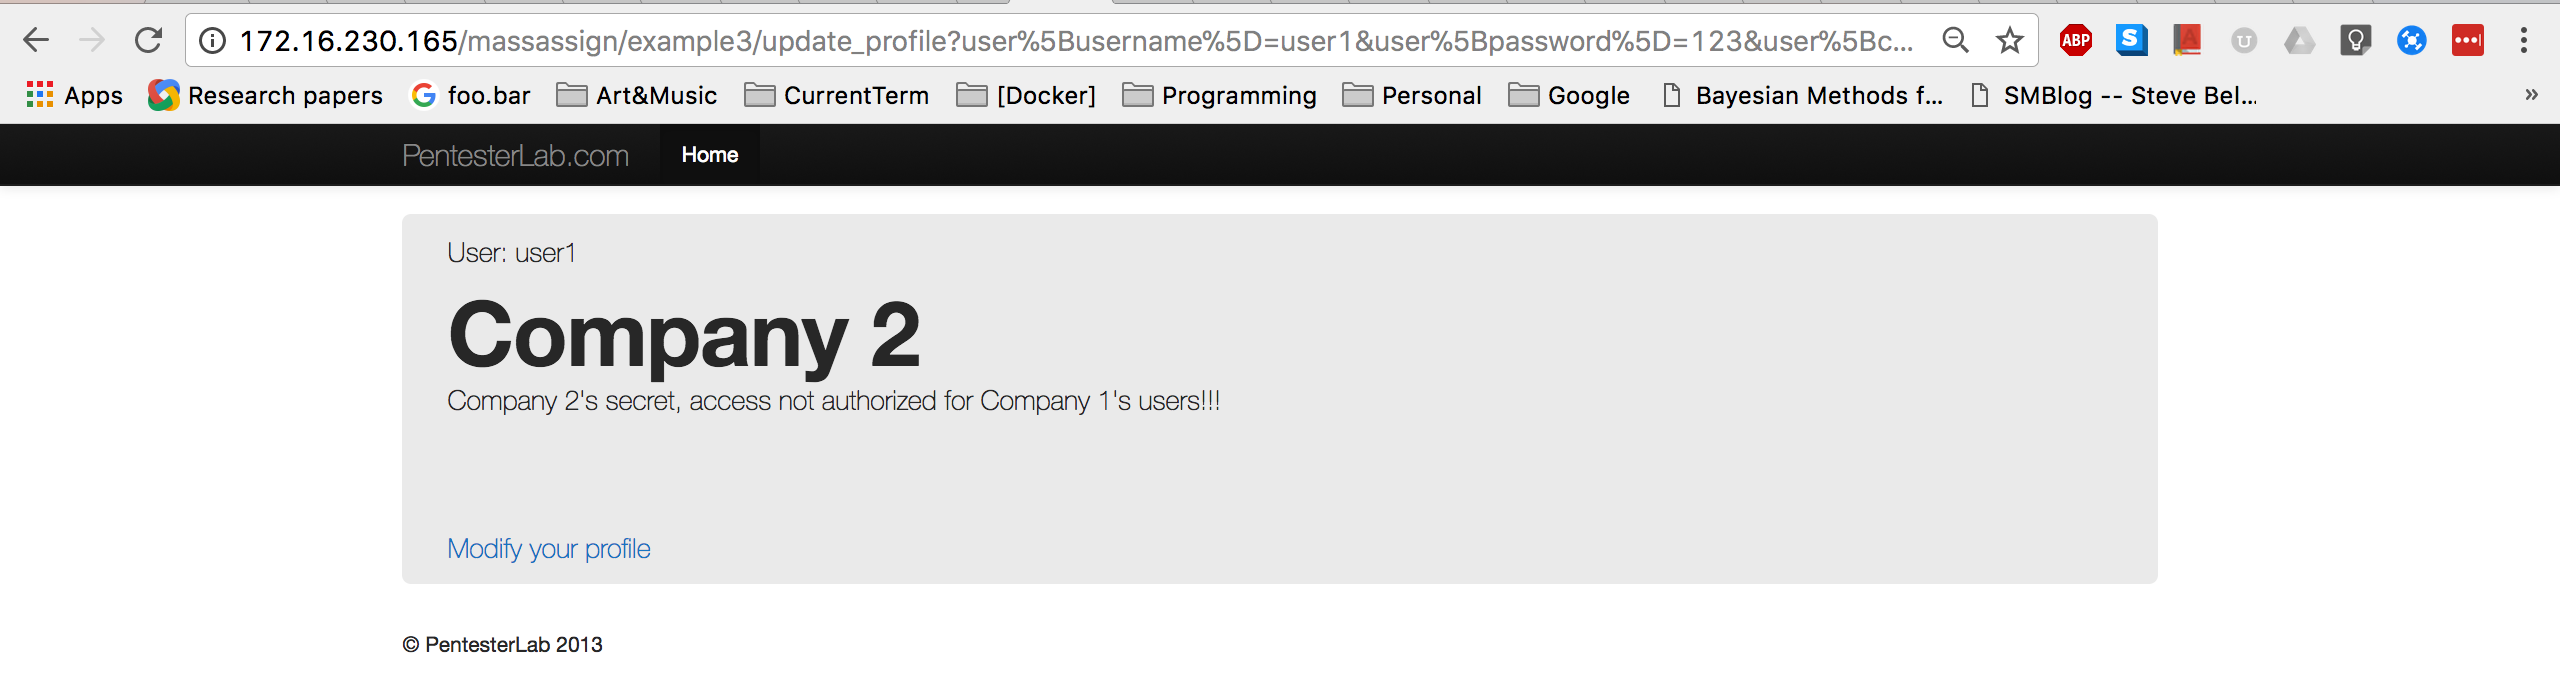 172.16.230.165/massassign/example3/update_profile?user%5Busername%5D=user1&user%5Bpassword%5D=123&user%5Bc...
ABP S A U
Apps Research papers foo.bar Art&Music CurrentTerm [Docker] Programming Personal Google Bayesian Methods f... SMBlog -- Steve Bel... »
PentesterLab.com Home
User: user1
Company 2
Company 2's secret, access not authorized for Company 1's users!!!
Modify your profile
© PentesterLab 2013